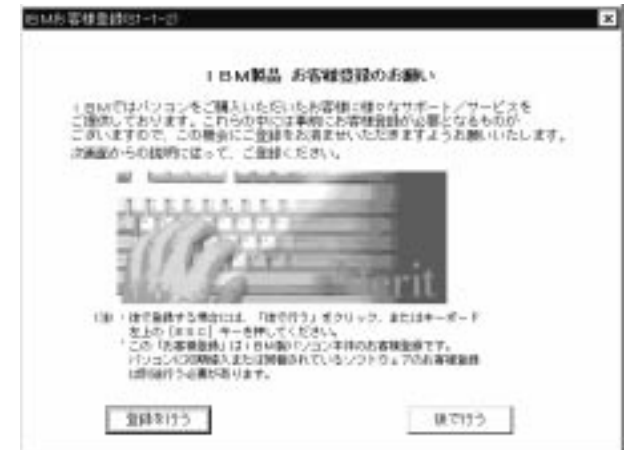 IBMお客様登録(S1-1-2)
IBM製品 お客様登録のお願い
IBMではパソコンをご購入いただいたお客様に様々なサポート/サービスを
ご提供しております。これらの中には事前にお客様登録が必要となるものが
ございますので、この機会にご登録をお済ませいただきますようお願いいたします。
次画面からの説明に従って、ご登録ください。
erit
(注)・後で登録する場合には、「後で行う」をクリック、またはキーボード
左上の[ESC]キーを押してください。
・この「お客様登録」はIBM製パソコン本体のお客様登録です。
パソコンに初期導入または同梱されているソフトウェアのお客様登録
は別途行う必要があります。
登録を行う
後で行う